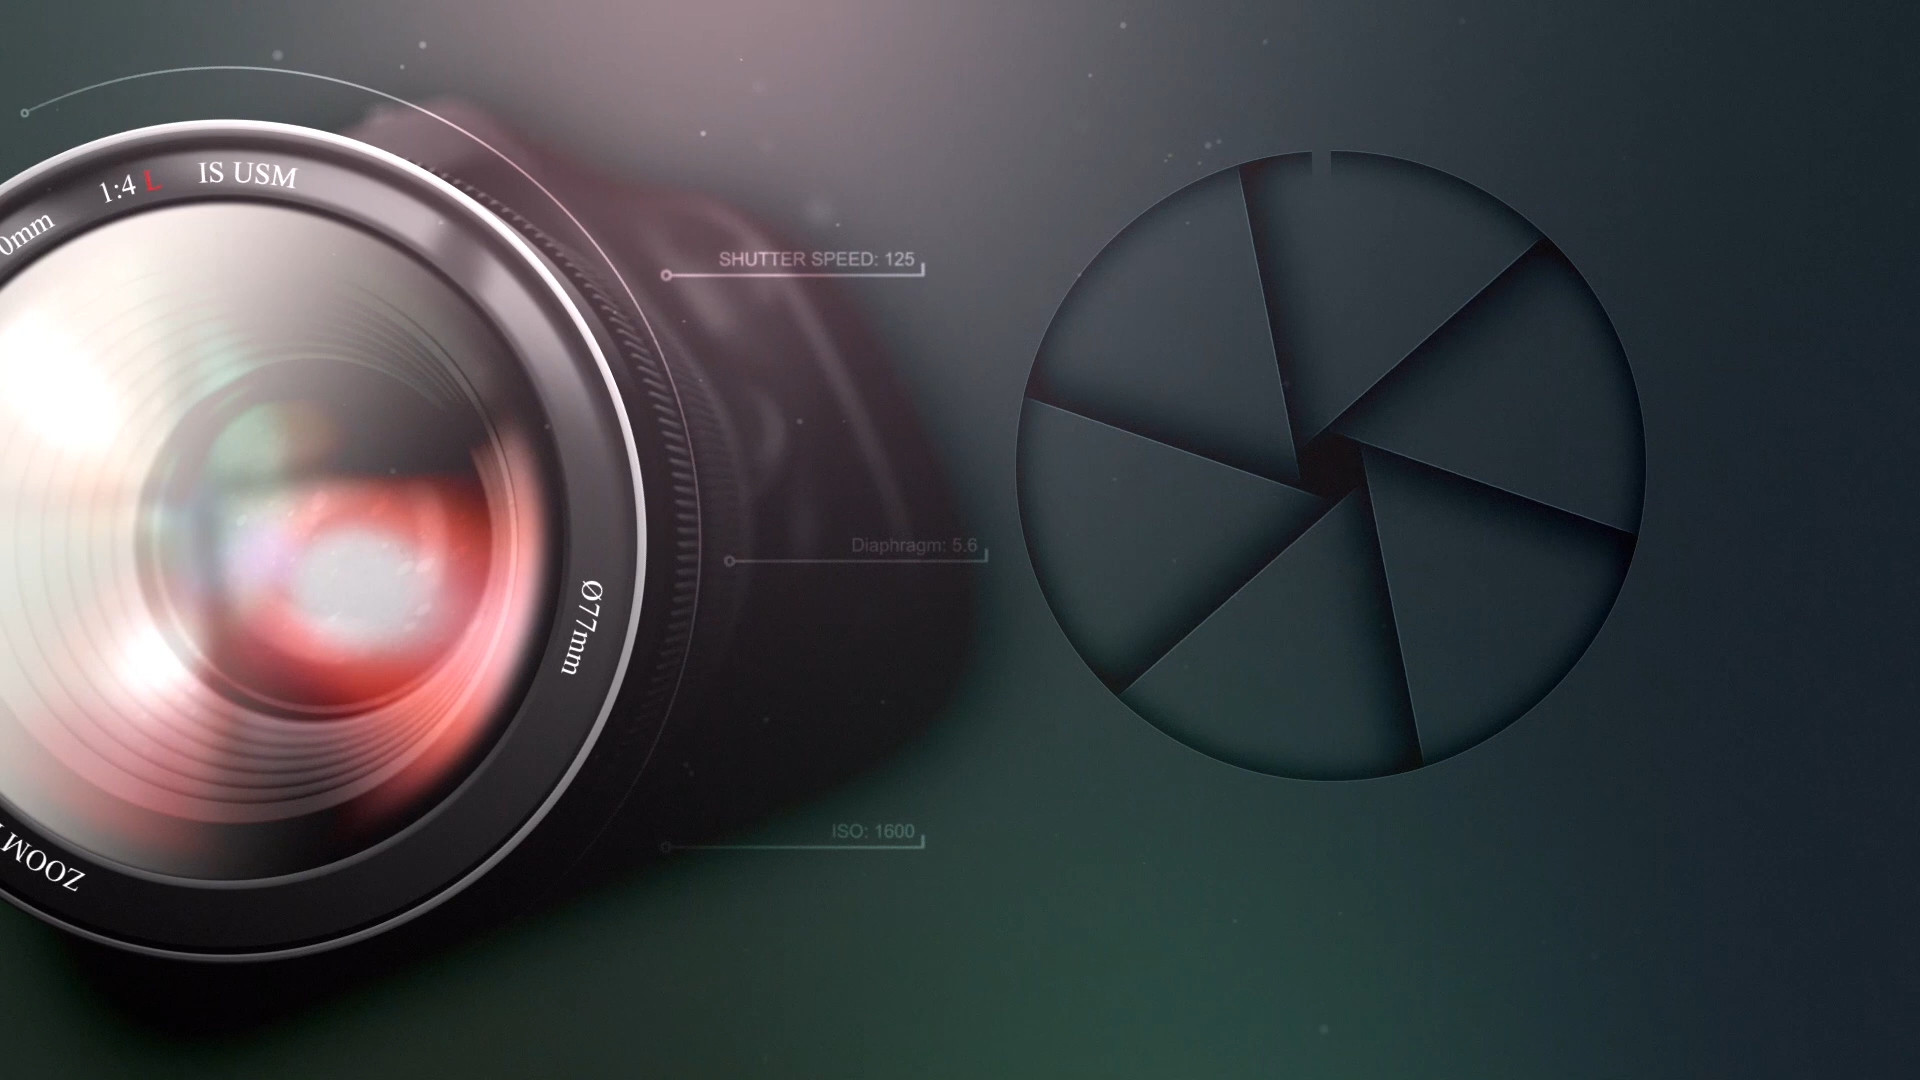 0mm 1:4 L IS USM
SHUTTER SPEED: 125
Diaphragm: 5.6
Ø77mm
ISO: 1600
ZOOM